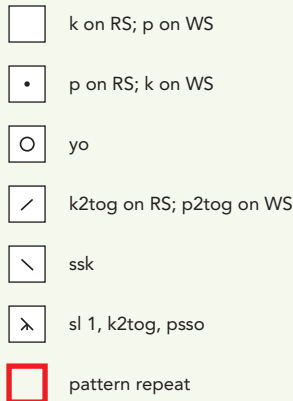 k on RS; p on WS
p on RS; k on WS
yo
k2tog on RS; p2tog on WS
ssk
sl 1, k2tog, psso
pattern repeat